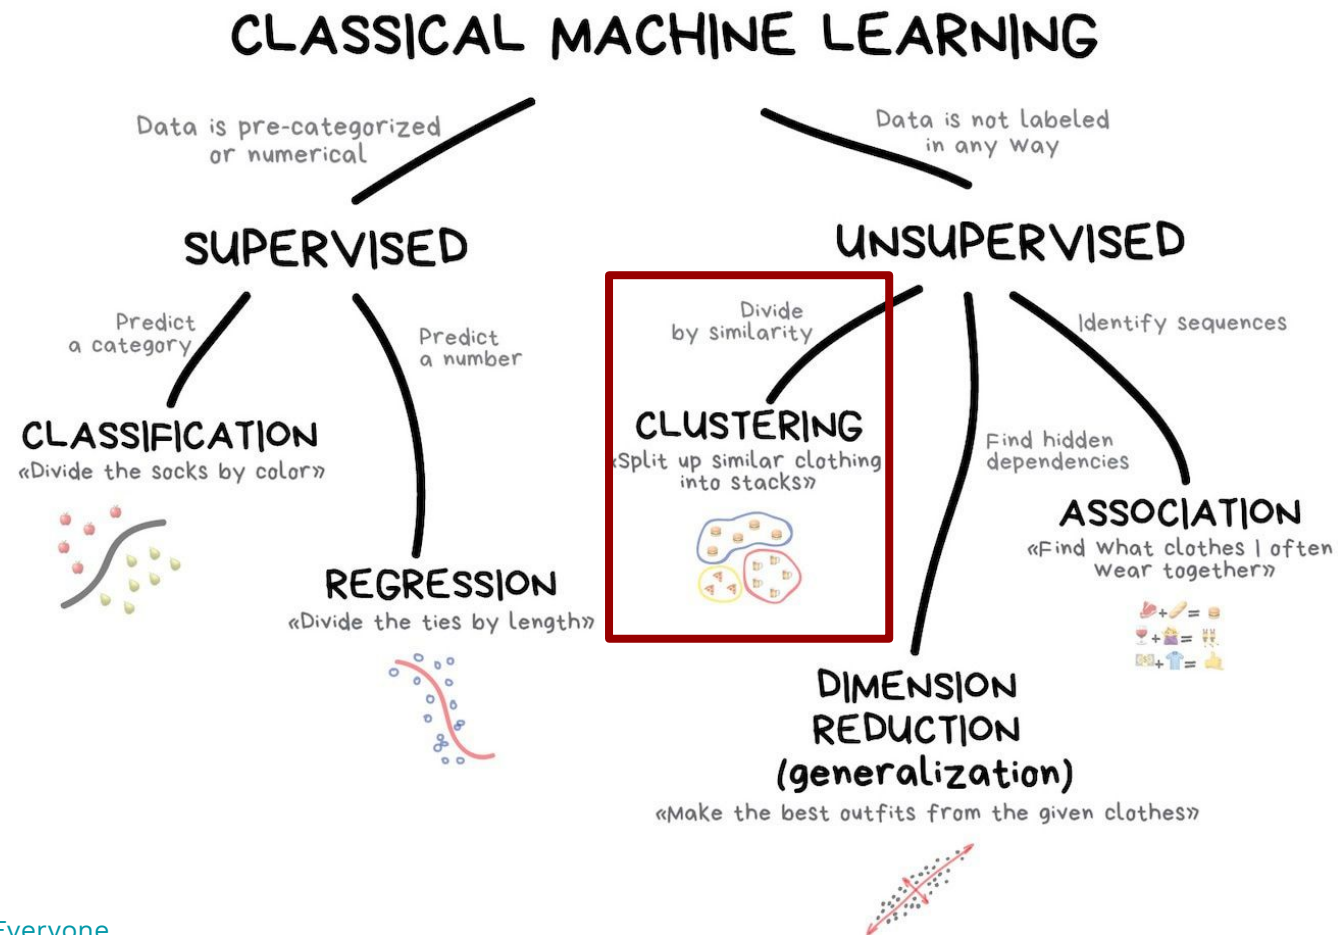 CLASSICAL MACHINE LEARNING
Data is pre-categorized
or numerical
Data is not labeled
in any way
SUPERVISED
UNSUPERVISED
Predict
a category
Predict
a number
Divide
by similarity
Identify sequences
CLASSIFICATION
«Divide the socks by color»
CLUSTERING
«Split up similar clothing
into stacks»
Find hidden
dependencies
ASSOCIATION
«Find what clothes I often
wear together»
REGRESSION
«Divide the ties by length»
+ =
+ =
+ =
DIMENSION
REDUCTION
(generalization)
«Make the best outfits from the given clothes»
Everyone